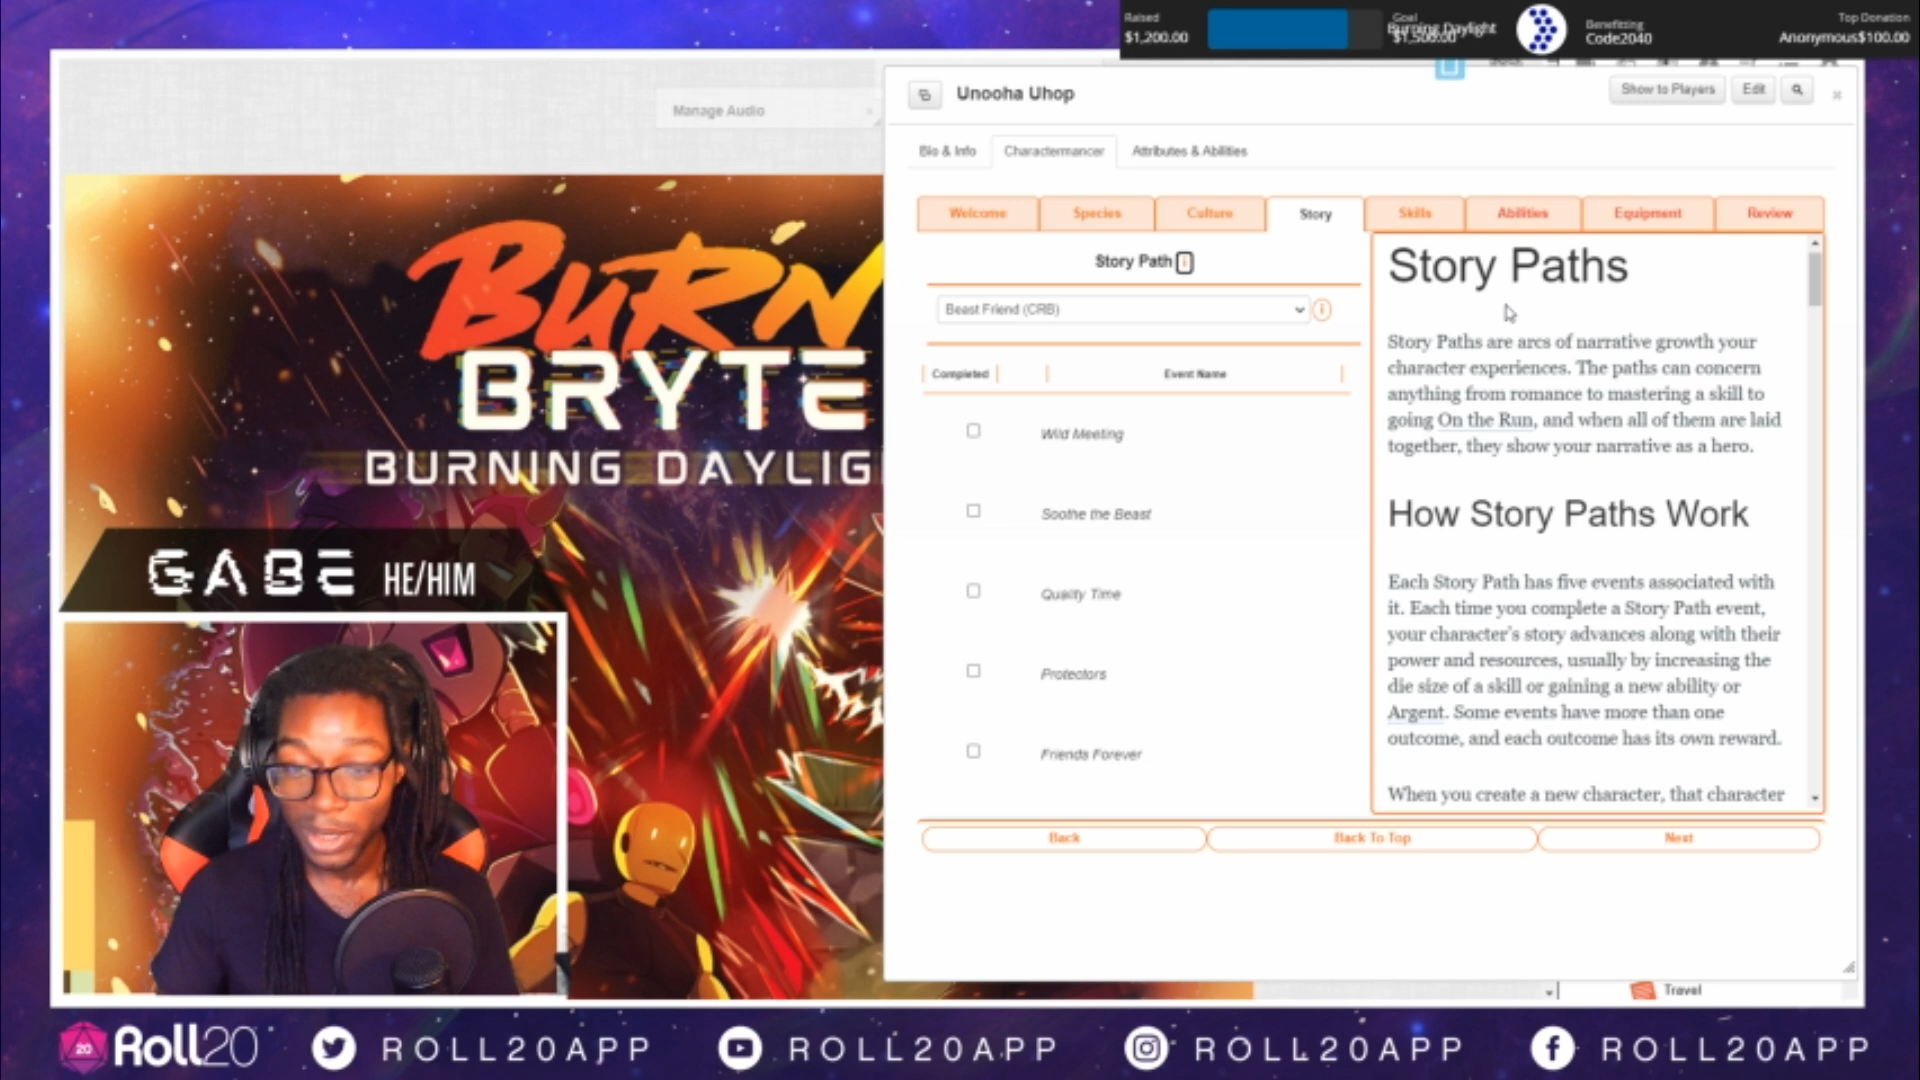 Raised
$1,200.00
Goal
$1,500.00
Burning Daylight
Benefitting
Code2040
Top Donation
Anonymous$100.00
Manage Audio
Unooha Uhop
Show to Players
Edit
Bio & Info
Charactermancer
Attributes & Abilities
Welcome
Species
Culture
Story
Skills
Abilities
Equipment
Review
Story Path
Beast Friend (CRB)
Completed
Event Name
Wild Meeting
Soothe the Beast
Quality Time
Protectors
Friends Forever
Story Paths
Story Paths are arcs of narrative growth your
character experiences. The paths can concern
anything from romance to mastering a skill to
going On the Run, and when all of them are laid
together, they show your narrative as a hero.
How Story Paths Work
Each Story Path has five events associated with
it. Each time you complete a Story Path event,
your character's story advances along with their
power and resources, usually by increasing the
die size of a skill or gaining a new ability or
Argent. Some events have more than one
outcome, and each outcome has its own reward.
When you create a new character, that character
Back
Back To Top
Next
BURN
BRYTE
BURNING DAYLIG
GABE HE/HIM
Travel
20
Roll20
ROLL20APP
ROLL20APP
ROLL20APP
ROLL20APP